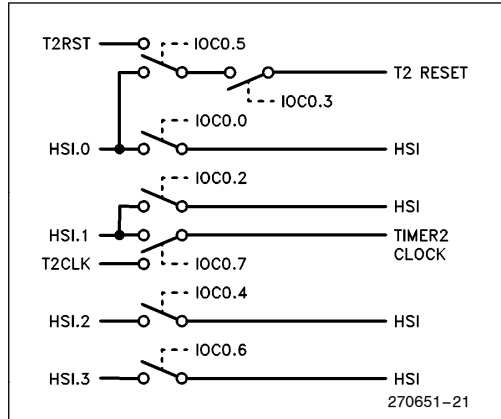 T2RST IOC0.5
T2 RESET
IOC0.3
IOC0.0
HSI.0 HSI
IOC0.2
HSI
HSI.1 TIMER2
CLOCK
T2CLK
IOC0.7
IOC0.4
HSI.2 HSI
IOC0.6
HSI.3 HSI
270651-21